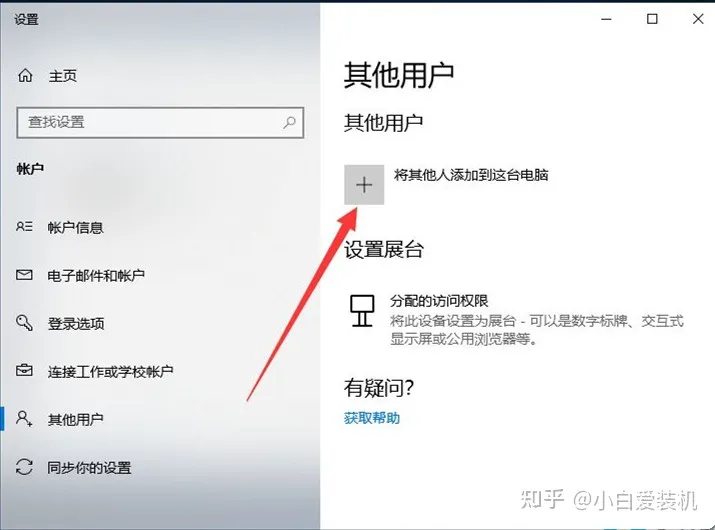 设置
主页
查找设置
帐户
帐户信息
电子邮件和帐户
登录选项
连接工作或学校帐户
其他用户
同步你的设置
其他用户
其他用户
将其他人添加到这台电脑
设置展台
分配的访问权限
将此设备设置为展台 - 可以是数字标牌、交互式
显示屏或公用浏览器等。
有疑问?
获取帮助
知乎 @小白爱装机